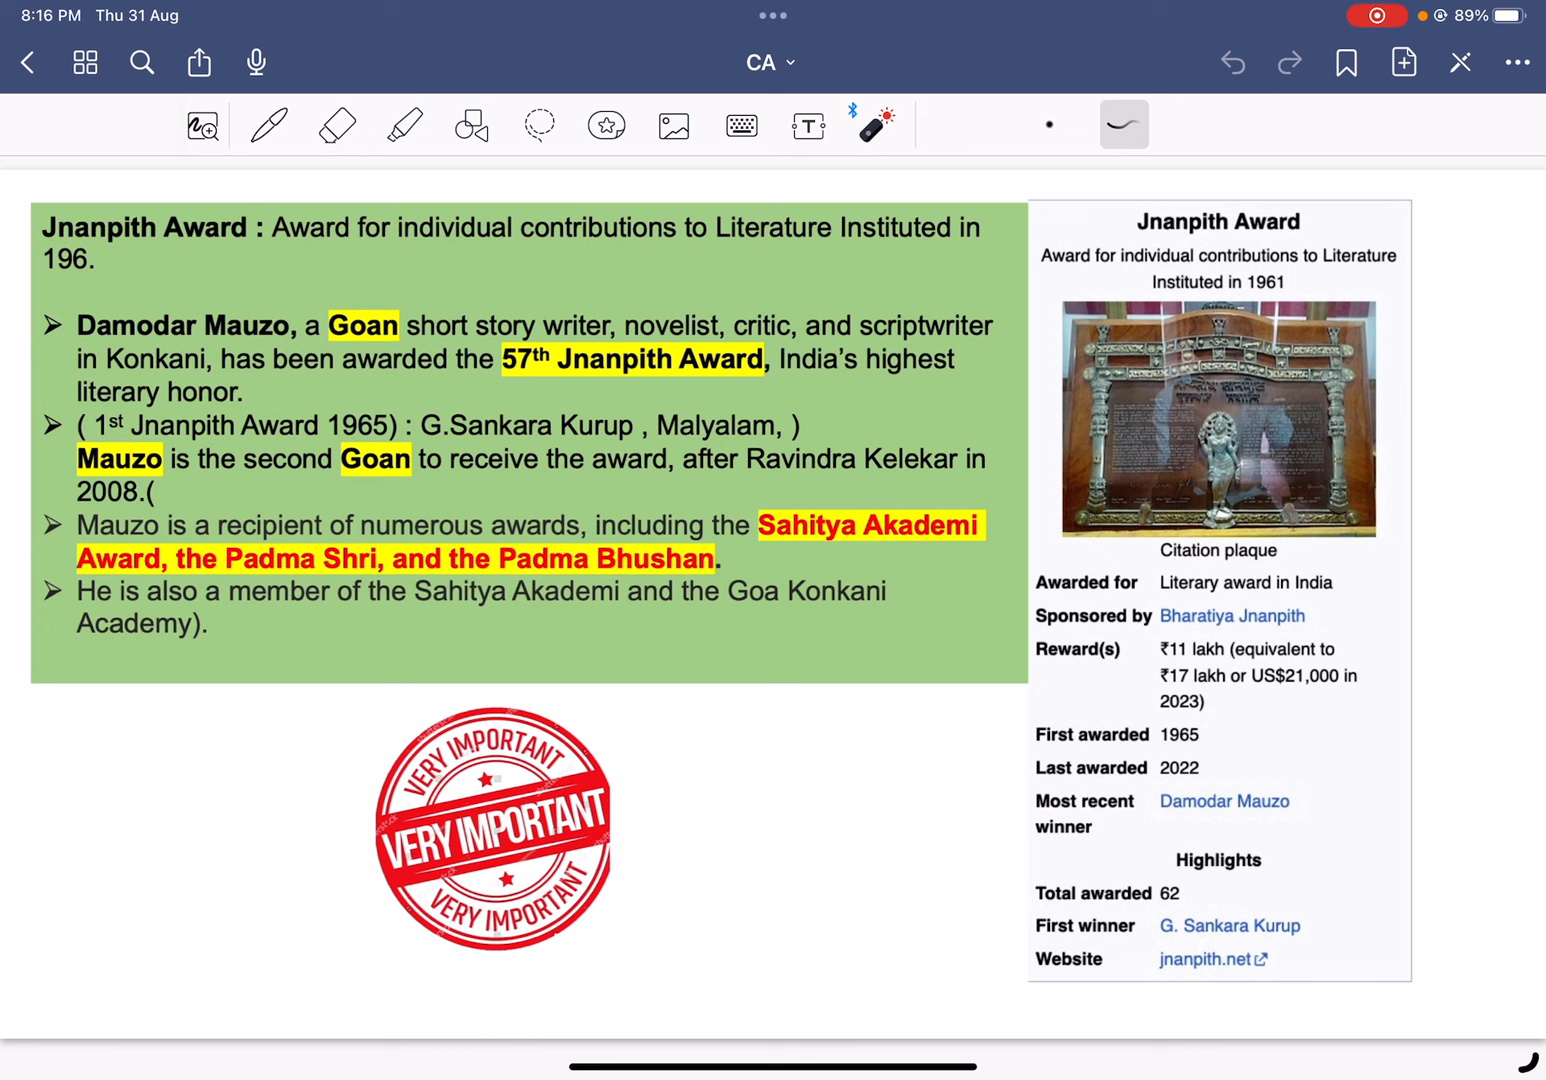 8:16 PM Thu 31 Aug
89%
CA
T
Jnanpith Award : Award for individual contributions to Literature Instituted in
196.
➤ Damodar Mauzo, a Goan short story writer, novelist, critic, and scriptwriter
in Konkani, has been awarded the 57th Jnanpith Award, India’s highest
literary honor.
➤ ( 1st Jnanpith Award 1965) : G.Sankara Kurup , Malyalam, )
Mauzo is the second Goan to receive the award, after Ravindra Kelekar in
2008.(
➤ Mauzo is a recipient of numerous awards, including the Sahitya Akademi
Award, the Padma Shri, and the Padma Bhushan.
➤ He is also a member of the Sahitya Akademi and the Goa Konkani
Academy).
VERY IMPORTANT
VERY IMPORTANT
VERY IMPORTANT
Jnanpith Award
Award for individual contributions to Literature
Instituted in 1961
Citation plaque
Awarded for Literary award in India
Sponsored by Bharatiya Jnanpith
Reward(s) ₹11 lakh (equivalent to
₹17 lakh or US$21,000 in
2023)
First awarded 1965
Last awarded 2022
Most recent Damodar Mauzo
winner
Highlights
Total awarded 62
First winner G. Sankara Kurup
Website jnanpith.net